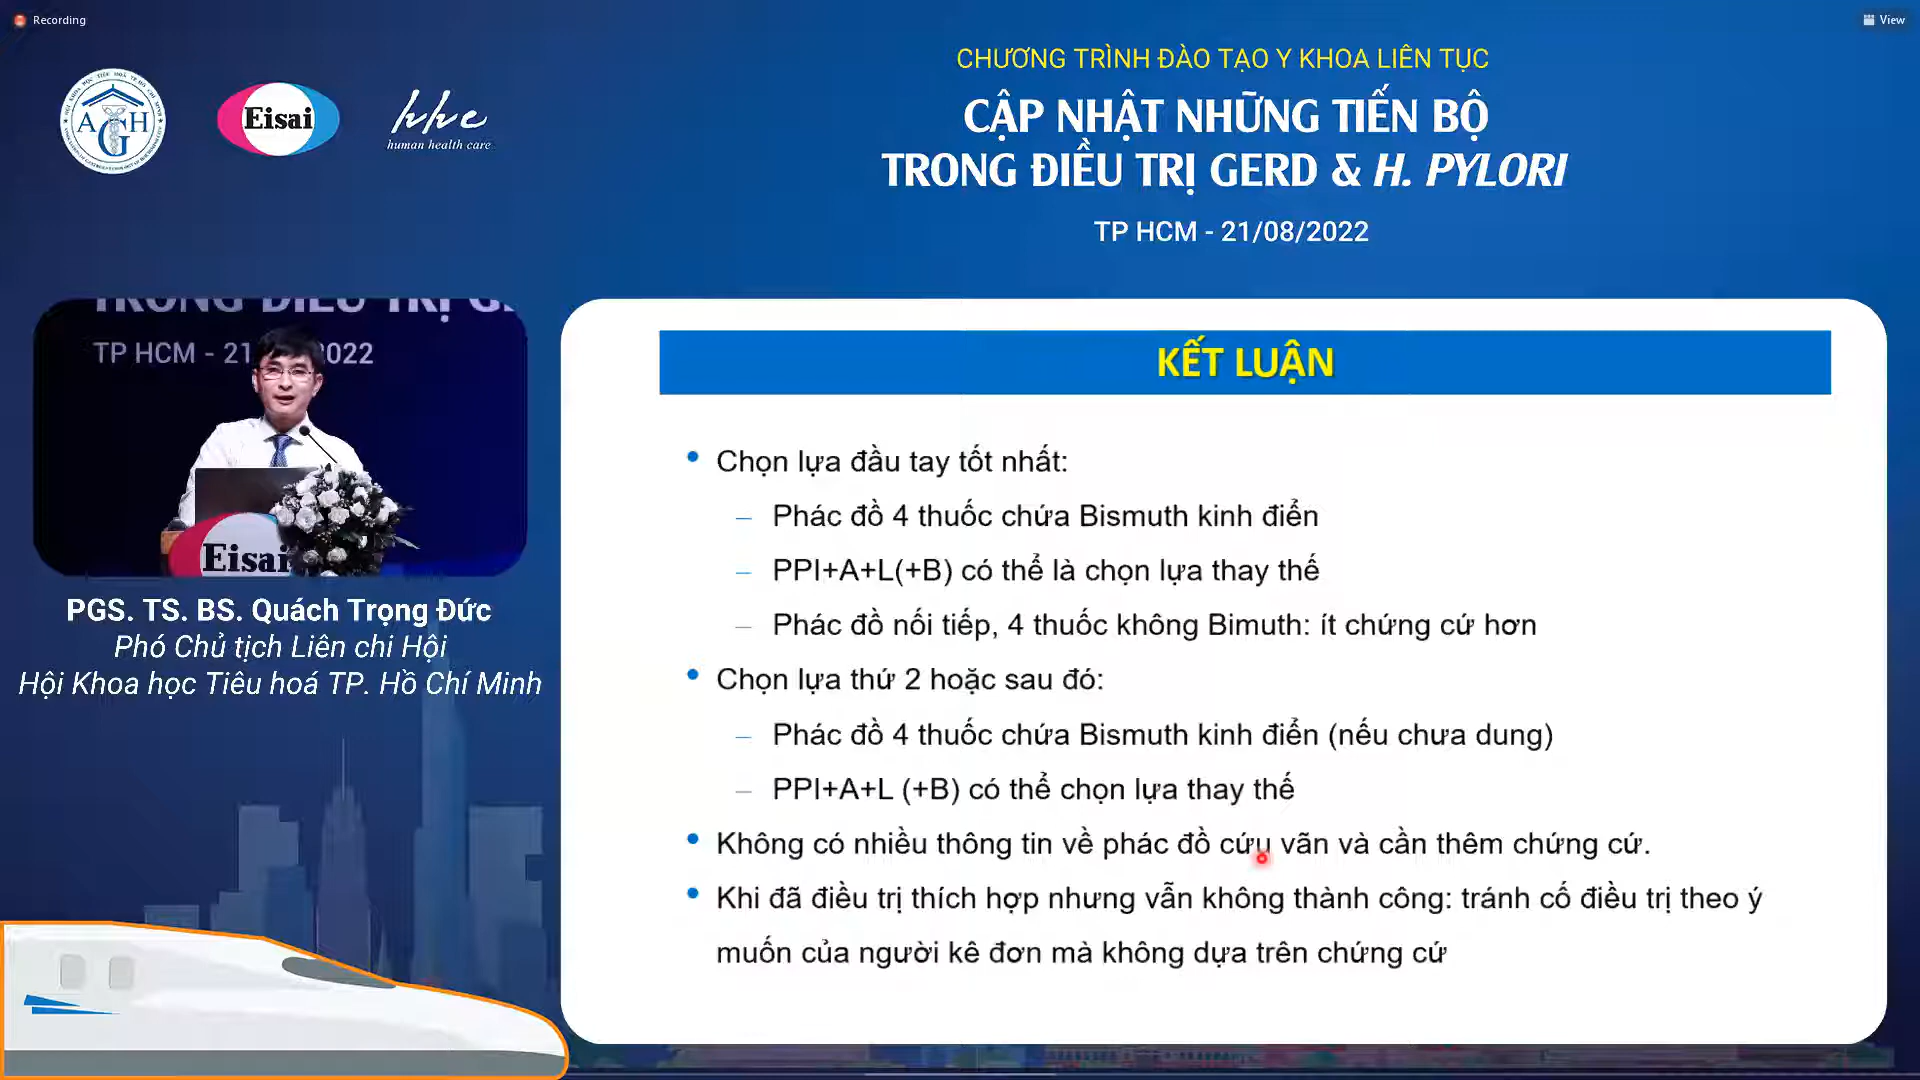 Recording
View
CHƯƠNG TRÌNH ĐÀO TẠO Y KHOA LIÊN TỤC
CẬP NHẬT NHỮNG TIẾN BỘ
TRONG ĐIỀU TRỊ GERD & H. PYLORI
TP HCM - 21/08/2022
A G H
Eisai
hhc
human health care
TP HCM - 21 2022
Eisai
PGS. TS. BS. Quách Trọng Đức
Phó Chủ tịch Liên chi Hội
Hội Khoa học Tiêu hoá TP. Hồ Chí Minh
KẾT LUẬN
• Chọn lựa đầu tay tốt nhất:
– Phác đồ 4 thuốc chứa Bismuth kinh điển
– PPI+A+L(+B) có thể là chọn lựa thay thế
– Phác đồ nối tiếp, 4 thuốc không Bimuth: ít chứng cứ hơn
• Chọn lựa thứ 2 hoặc sau đó:
– Phác đồ 4 thuốc chứa Bismuth kinh điển (nếu chưa dung)
– PPI+A+L (+B) có thể chọn lựa thay thế
• Không có nhiều thông tin về phác đồ cứu vãn và cần thêm chứng cứ.
• Khi đã điều trị thích hợp nhưng vẫn không thành công: tránh cố điều trị theo ý
muốn của người kê đơn mà không dựa trên chứng cứ